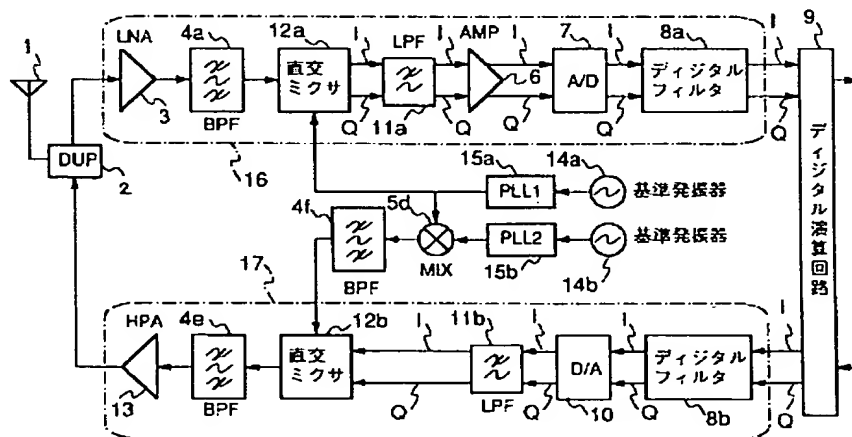 1
LNA
3
4a
BPF
12a
直交
ミクサ
I
Q
LPF
11a
I
Q
AMP
6
I
Q
7
A/D
I
Q
8a
ディジタル
フィルタ
I
Q
9
ディジタル演算回路
DUP
2
16
15a
PLL1
14a
基準発振器
4f
BPF
5d
MIX
PLL2
15b
14b
基準発振器
17
HPA
13
4e
BPF
12b
直交
ミクサ
I
Q
11b
LPF
I
Q
D/A
10
I
Q
ディジタル
フィルタ
8b
I
Q